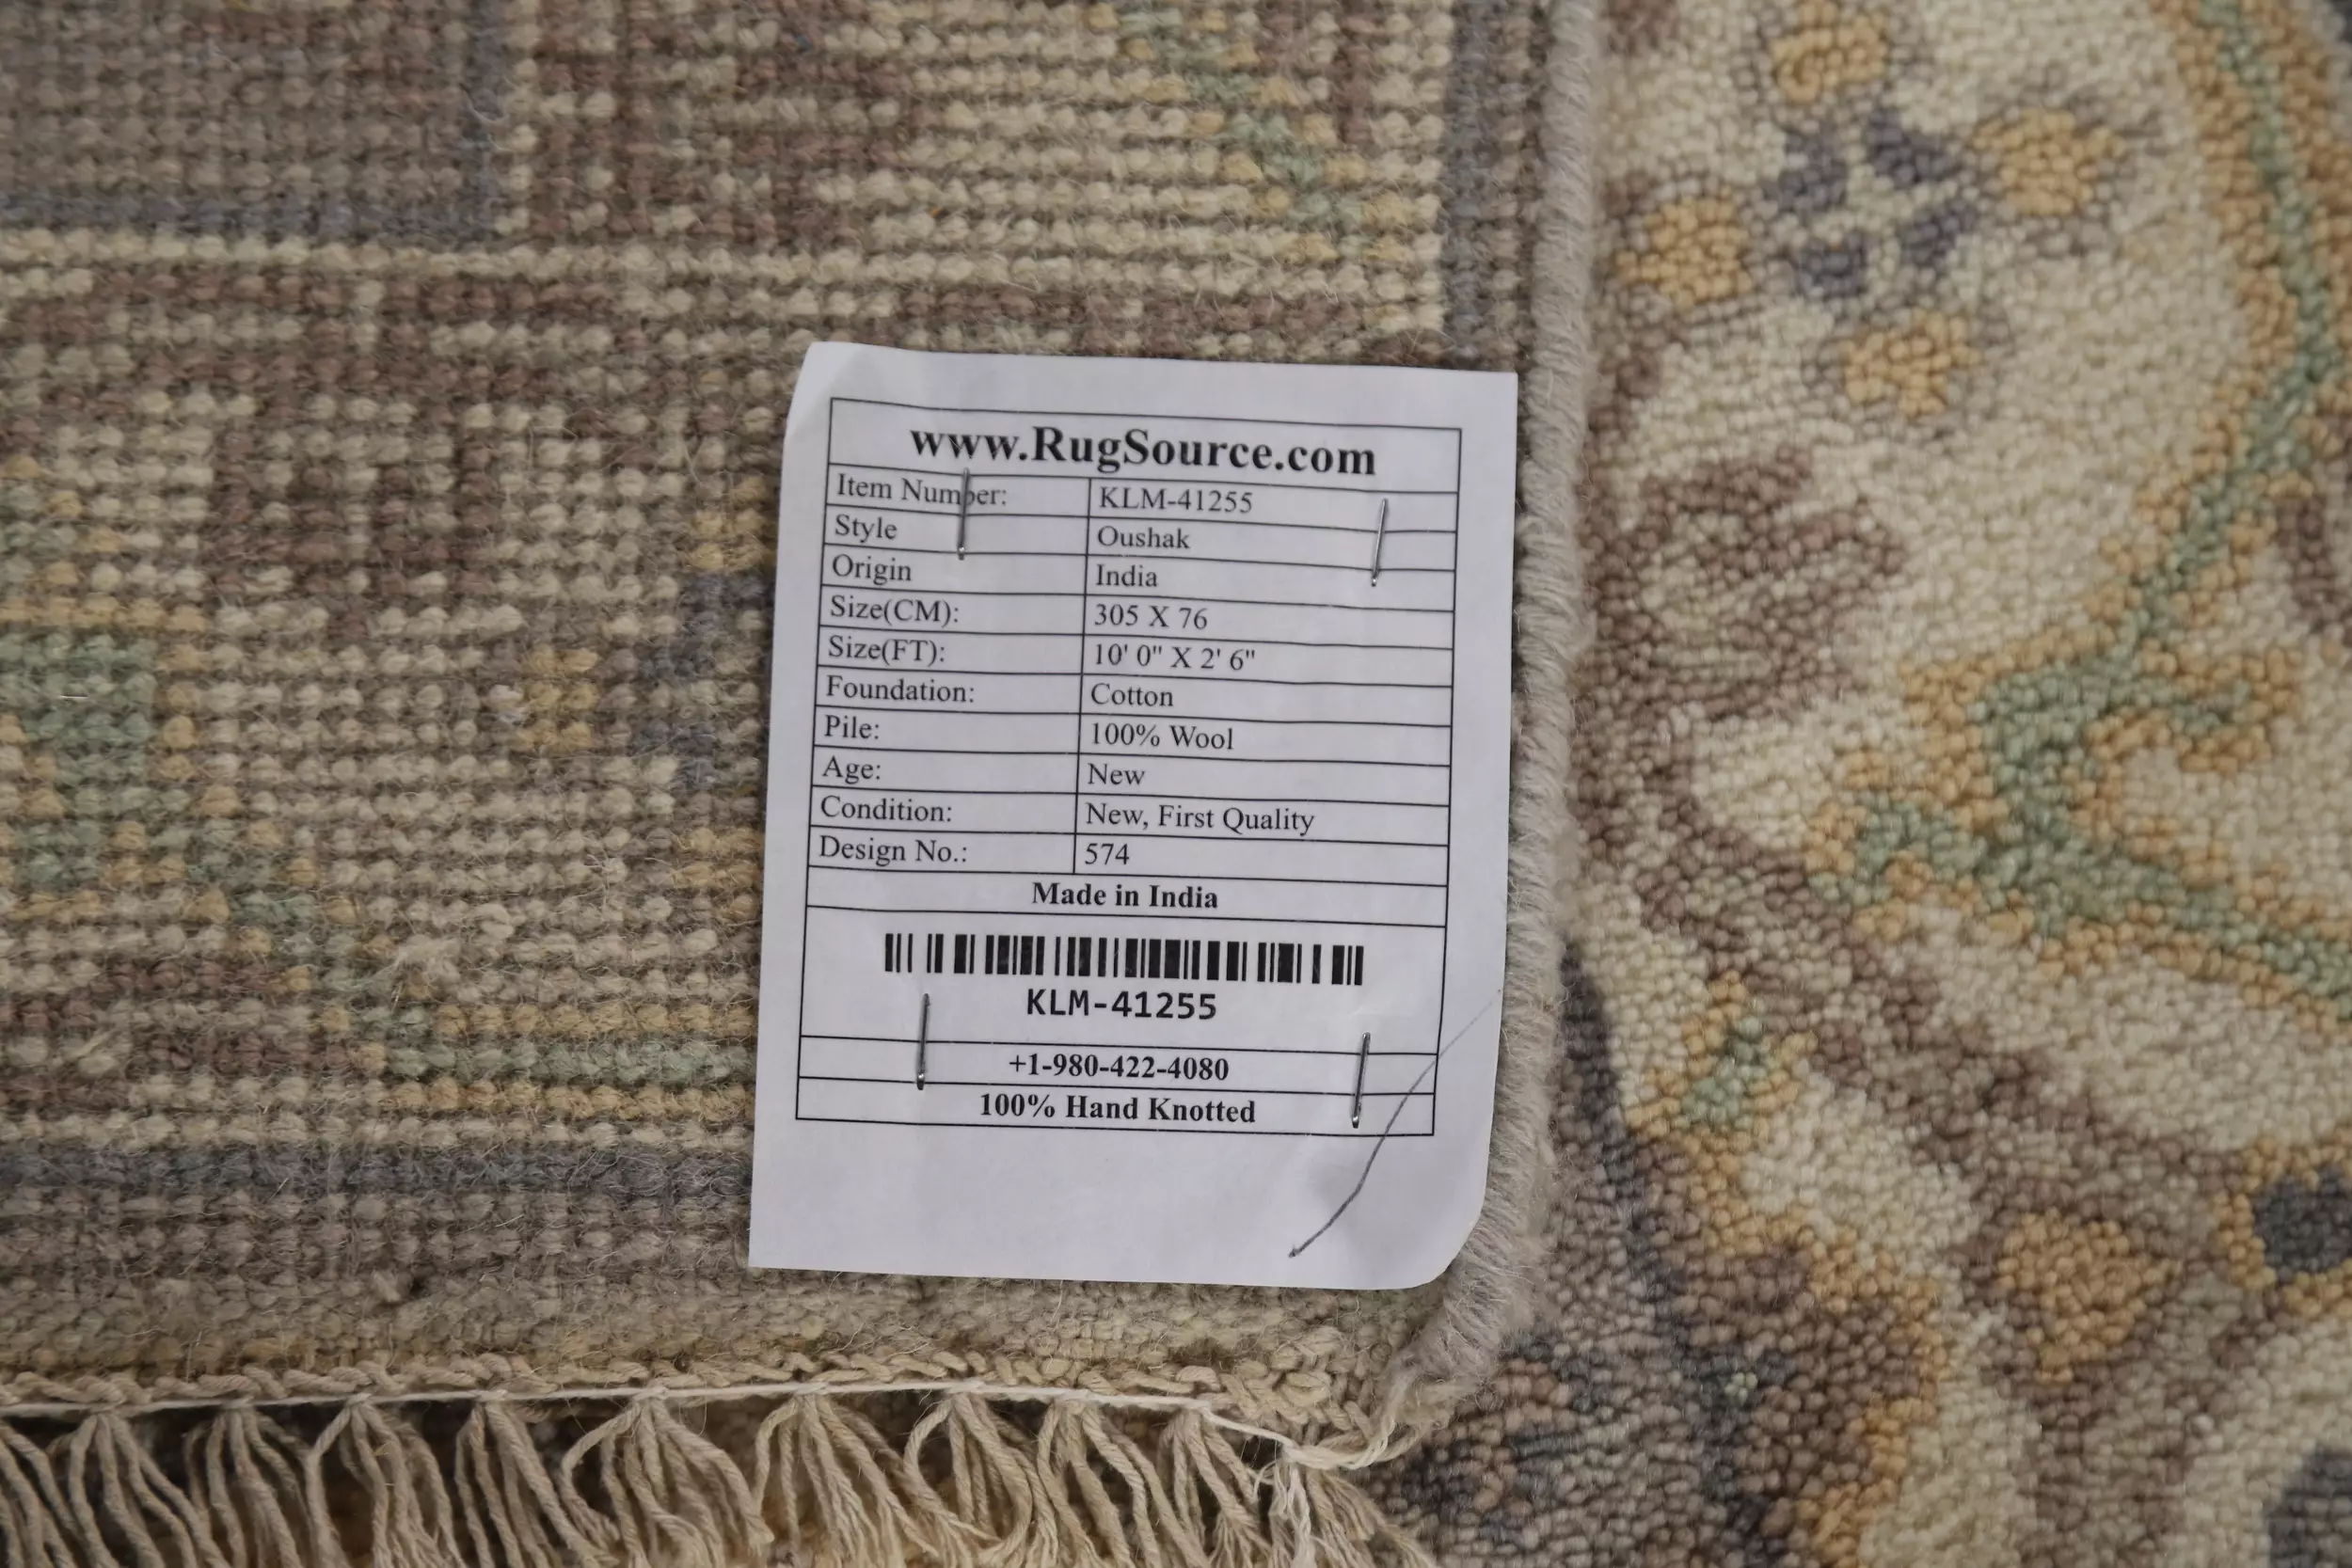 www.RugSource.com
Item Number: KLM-41255
Style Oushak
Origin India
Size(CM): 305 X 76
Size(FT): 10' 0" X 2' 6"
Foundation: Cotton
Pile: 100% Wool
Age: New
Condition: New, First Quality
Design No.: 574
Made in India
KLM-41255
+1-980-422-4080
100% Hand Knotted